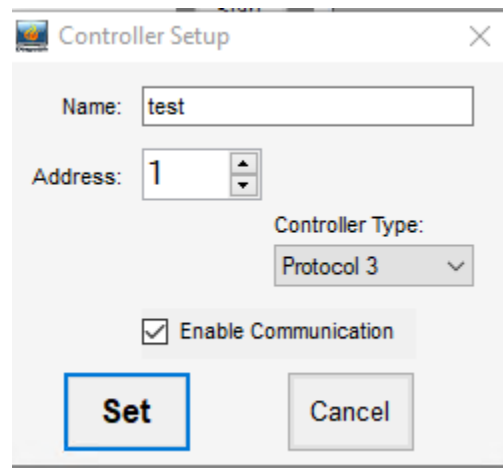 Controller Setup
Name: test
Address: 1
Controller Type:
Protocol 3
Enable Communication
Set Cancel